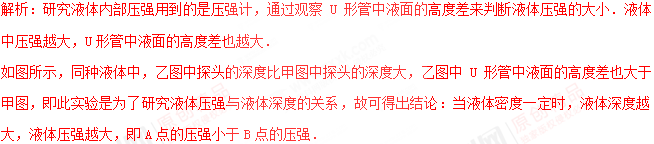 解析：研究液体内部压强用到的是压强计，通过观察 U 形管中液面的高度差来判断液体压强的大小．液体
中压强越大，U形管中液面的高度差也越大．
如图所示，同种液体中，乙图中探头的深度比甲图中探头的深度大，乙图中 U 形管中液面的高度差也大于
甲图，即此实验是为了研究液体压强与液体深度的关系，故可得出结论：当液体密度一定时，液体深度越
大，液体压强越大，即 A 点的压强小于 B 点的压强．